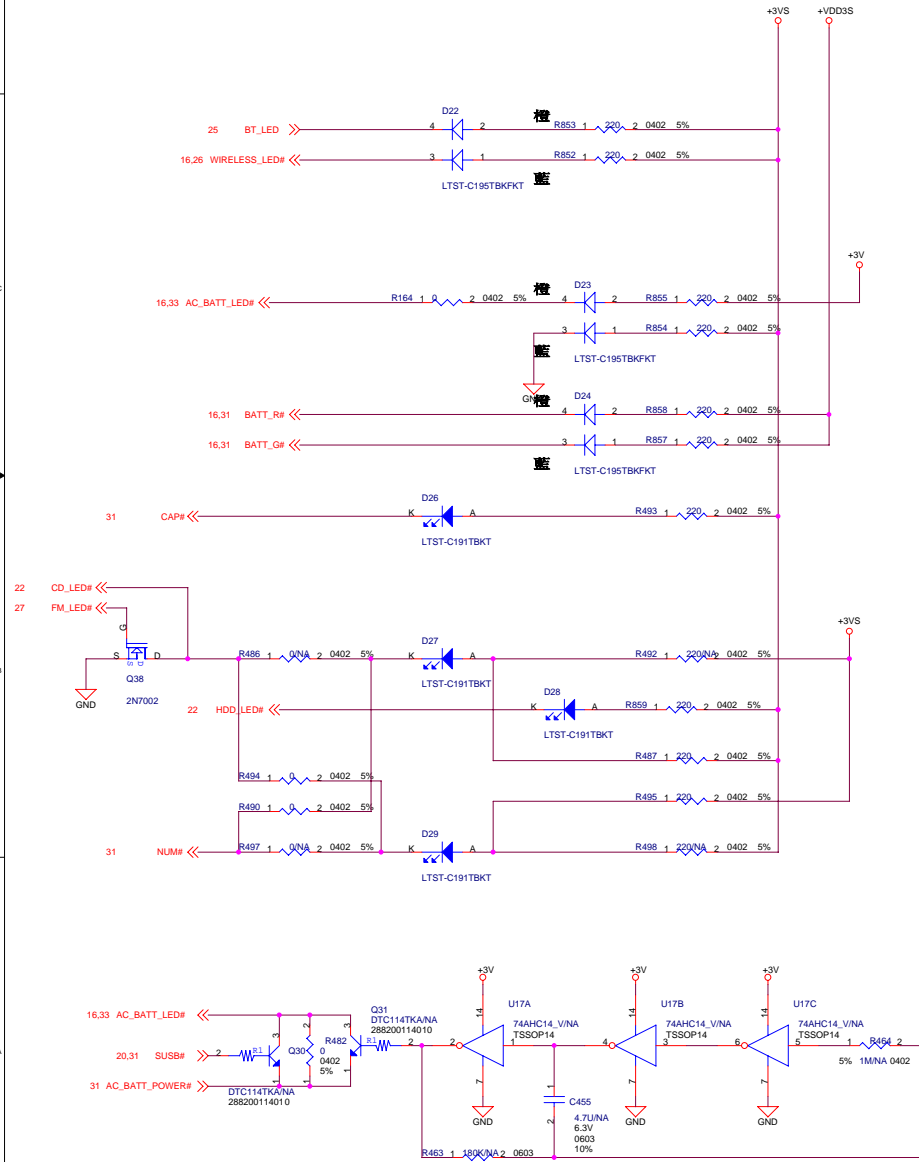 +3VS +VDD3S
D22 橙
25 BT_LED 4 2 R853 1 220 2 0402 5%
16,26 WIRELESS_LED# 3 1 R852 1 220 2 0402 5%
LTST-C195TBKFKT 藍
+3V
橙 D23
16,33 AC_BATT_LED# R164 1 0 2 0402 5% 4 2 R855 1 220 2 0402 5%
3 1 R854 1 220 2 0402 5%
藍 LTST-C195TBKFKT
GND 橙 D24
16,31 BATT_R# 4 2 R858 1 220 2 0402 5%
16,31 BATT_G# 3 1 R857 1 220 2 0402 5%
藍 LTST-C195TBKFKT
D26
31 CAP# K A R493 1 220 2 0402 5%
LTST-C191TBKT
22 CD_LED#
27 FM_LED#
+3VS
G
D27
S D R486 1 0/NA 2 0402 5% K A R492 1 220/NA 2 0402 5%
S D
Q38 LTST-C191TBKT
2N7002
GND
D28
22 HDD_LED# K A R859 1 220 2 0402 5%
LTST-C191TBKT
R487 1 220 2 0402 5%
R494 1 0 2 0402 5%
R495 1 220 2 0402 5%
R490 1 0 2 0402 5%
D29
31 NUM# R497 1 0/NA 2 0402 5% K A R498 1 220/NA 2 0402 5%
LTST-C191TBKT
+3V +3V +3V
16,33 AC_BATT_LED#
Q31
DTC114TKA/NA
288200114010
U17A U17B U17C
14 14 14
74AHC14_V/NA 74AHC14_V/NA 74AHC14_V/NA
TSSOP14 TSSOP14 TSSOP14
3 2 R482 3
R1 2 2 1 4 3 6 5 1 R464 2
5% 1M/NA 0402
20,31 SUSB# 2 R1 Q30 0
0402
5%
1 1 1
7 7 7
31 AC_BATT_POWER#
DTC114TKA/NA
288200114010
GND GND GND
1 C455
2 4.7U/NA
6.3V
0603
10%
R463 1 180K/NA 2 0603